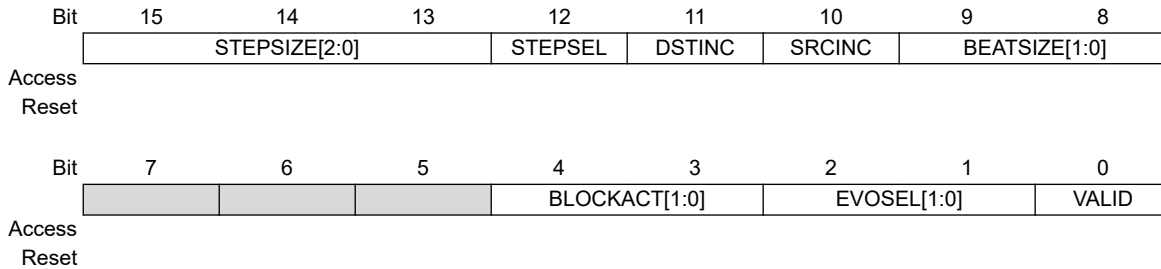 Bit 15 14 13 12 11 10 9 8
STEPSIZE[2:0] STEPSEL DSTINC SRCINC BEATSIZE[1:0]
Access
Reset
Bit 7 6 5 4 3 2 1 0
BLOCKACT[1:0] EVOSEL[1:0] VALID
Access
Reset